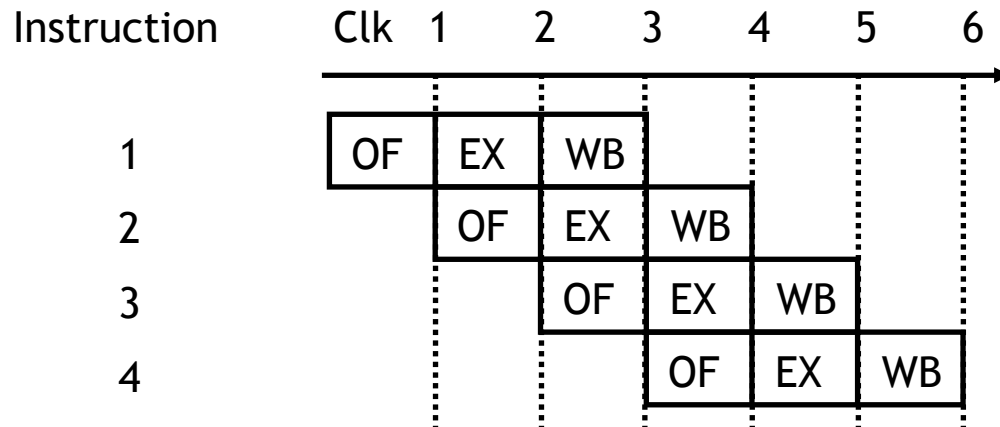 Instruction Clk 1 2 3 4 5 6
1 OF EX WB
2 OF EX WB
3 OF EX WB
4 OF EX WB